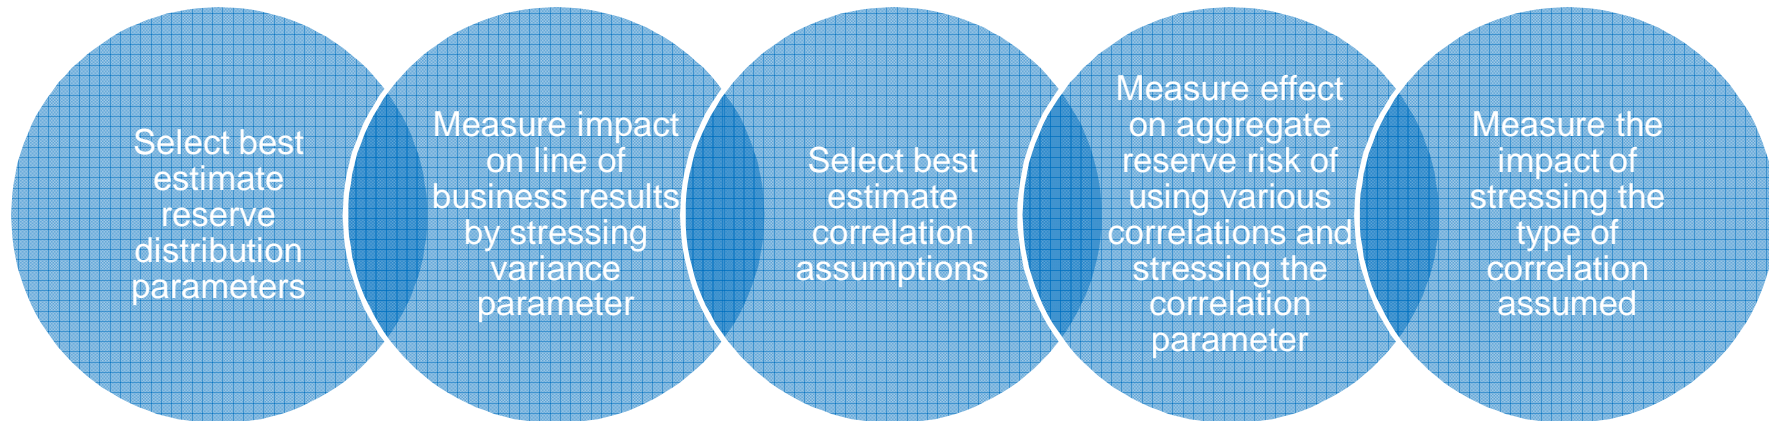 Select best
estimate
reserve
distribution
parameters
Measure impact
on line of
business results
by stressing
variance
parameter
Select best
estimate
correlation
assumptions
Measure effect
on aggregate
reserve risk of
using various
correlations and
stressing the
correlation
parameter
Measure the
impact of
stressing the
type of
correlation
assumed